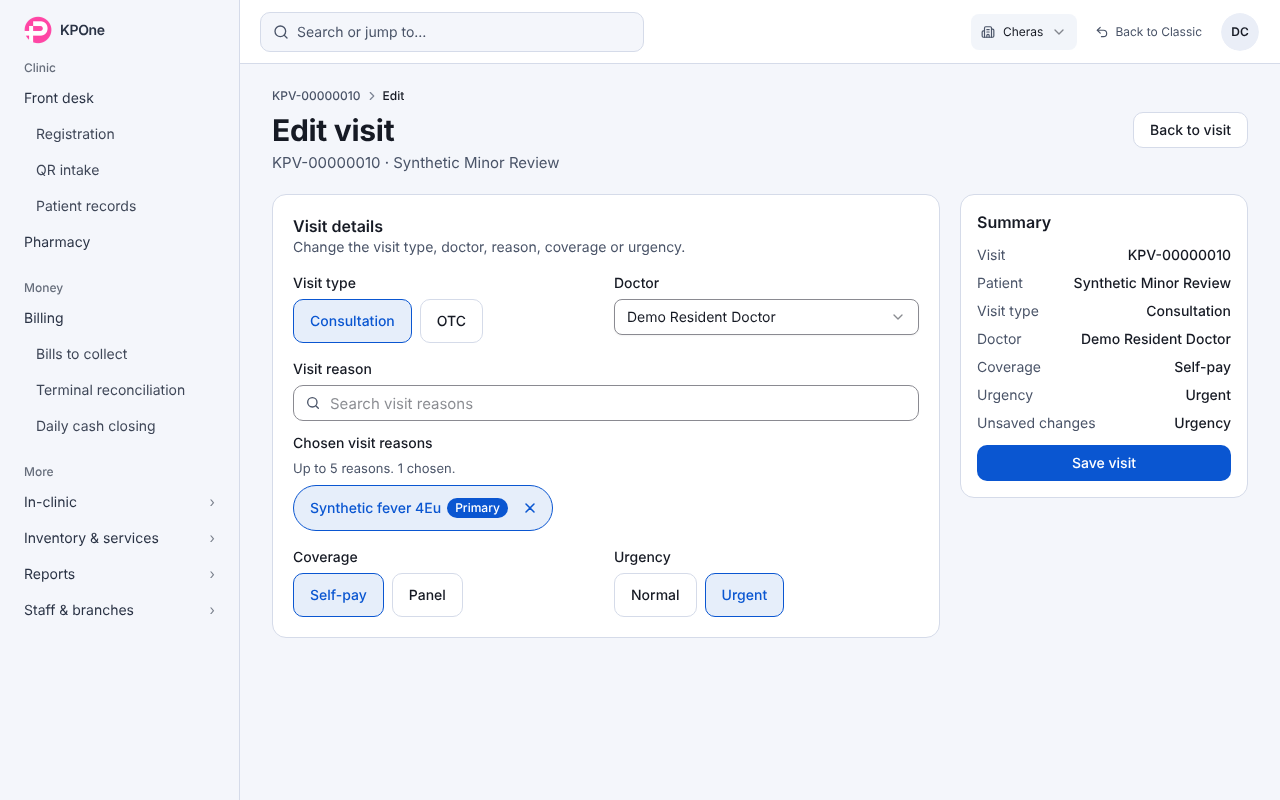 KPOne
Clinic
Front desk
Registration
QR intake
Patient records
Pharmacy
Money
Billing
Bills to collect
Terminal reconciliation
Daily cash closing
More
In-clinic
Inventory & services
Reports
Staff & branches
Search or jump to...
Cheras
Back to Classic
DC
KPV-00000010 > Edit
Edit visit
KPV-00000010 · Synthetic Minor Review
Back to visit
Visit details
Change the visit type, doctor, reason, coverage or urgency.
Visit type
Consultation
OTC
Doctor
Demo Resident Doctor
Visit reason
Search visit reasons
Chosen visit reasons
Up to 5 reasons. 1 chosen.
Synthetic fever 4Eu Primary
Coverage
Self-pay
Panel
Urgency
Normal
Urgent
Summary
Visit KPV-00000010
Patient Synthetic Minor Review
Visit type Consultation
Doctor Demo Resident Doctor
Coverage Self-pay
Urgency Urgent
Unsaved changes Urgency
Save visit